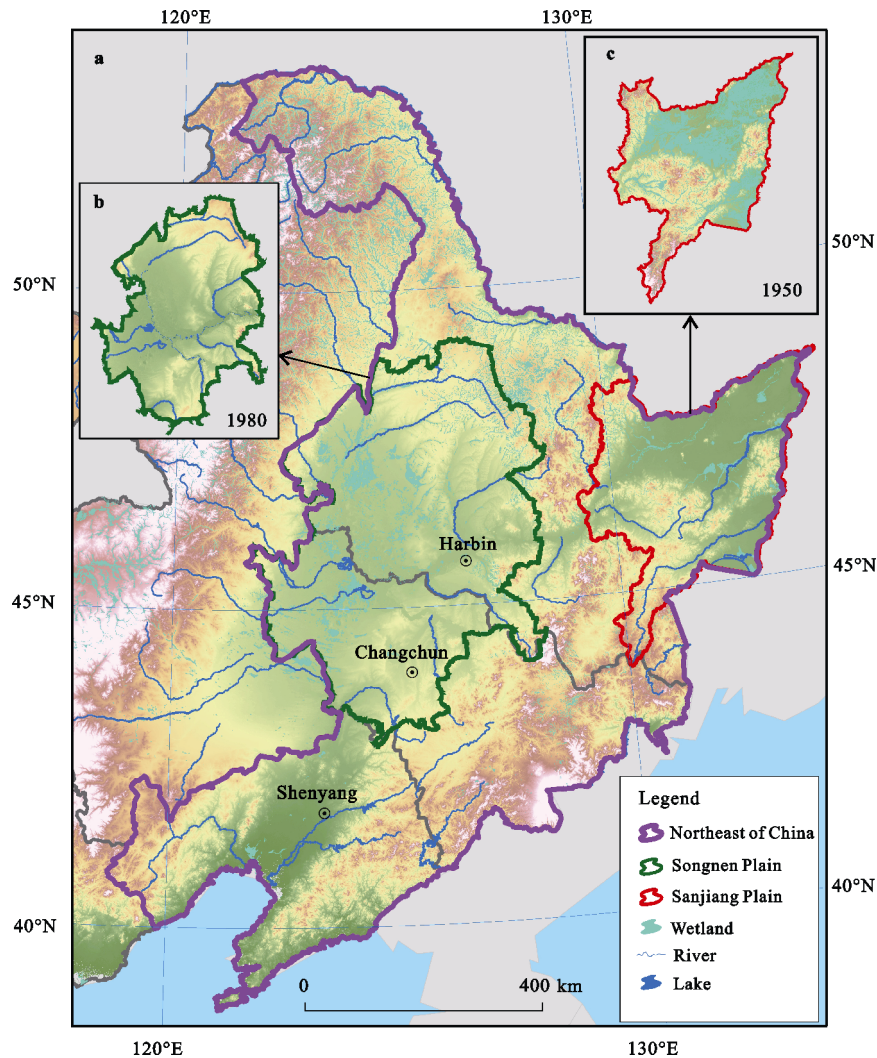 120°E
130°E
a
c
1950
b
1980
50°N
50°N
Harbin
45°N
45°N
Changchun
Shenyang
40°N
40°N
Legend
Northeast of China
Songnen Plain
Sanjiang Plain
Wetland
River
Lake
0
400 km
120°E
130°E